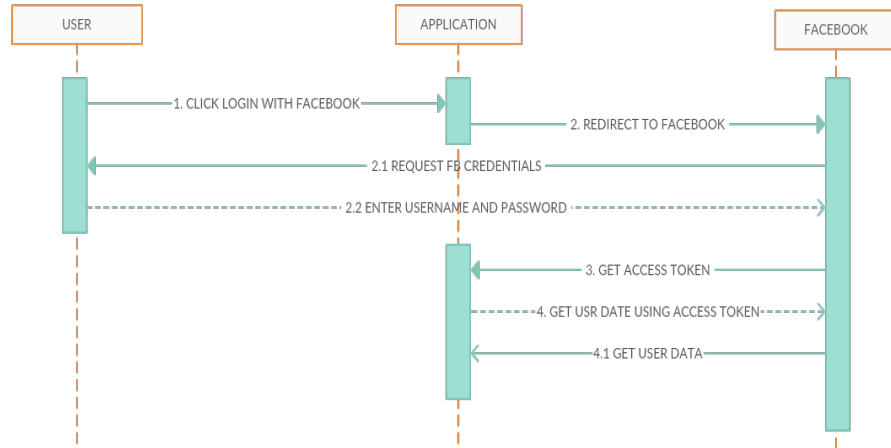 USER
APPLICATION
FACEBOOK
1. CLICK LOGIN WITH FACEBOOK
2. REDIRECT TO FACEBOOK
2.1 REQUEST FB CREDENTIALS
2.2 ENTER USERNAME AND PASSWORD
3. GET ACCESS TOKEN
4. GET USR DATE USING ACCESS TOKEN
4.1 GET USER DATA